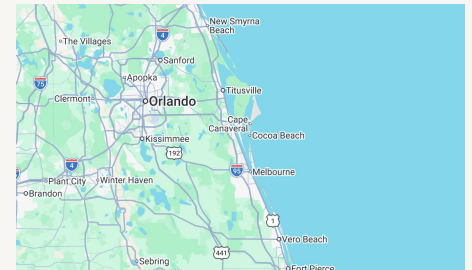 New Smyrna
Beach
The Villages
4
Sanford
Apopka
75
Titusville
Clermont
Orlando
Cape
Canaveral
Cocoa Beach
Kissimmee
192
4
95
Melbourne
Plant City
Winter Haven
Brandon
1
Vero Beach
441
Sebring
Fort Pierce